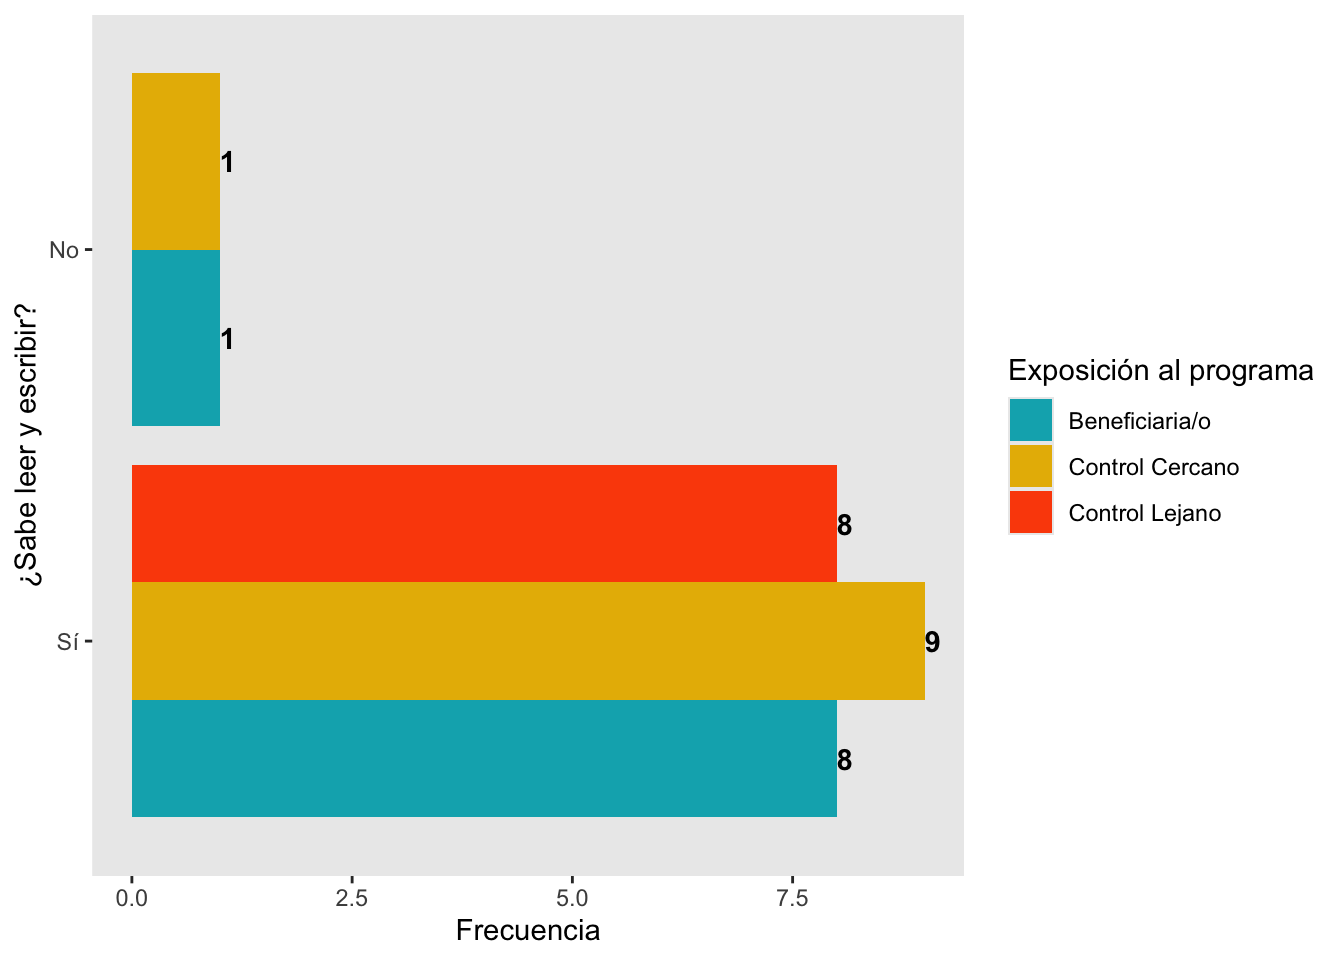 ¿Sabe leer y escribir?
No
Sí
1
1
8
9
8
0.0 2.5 5.0 7.5
Frecuencia
Exposición al programa
Beneficiaria/o
Control Cercano
Control Lejano